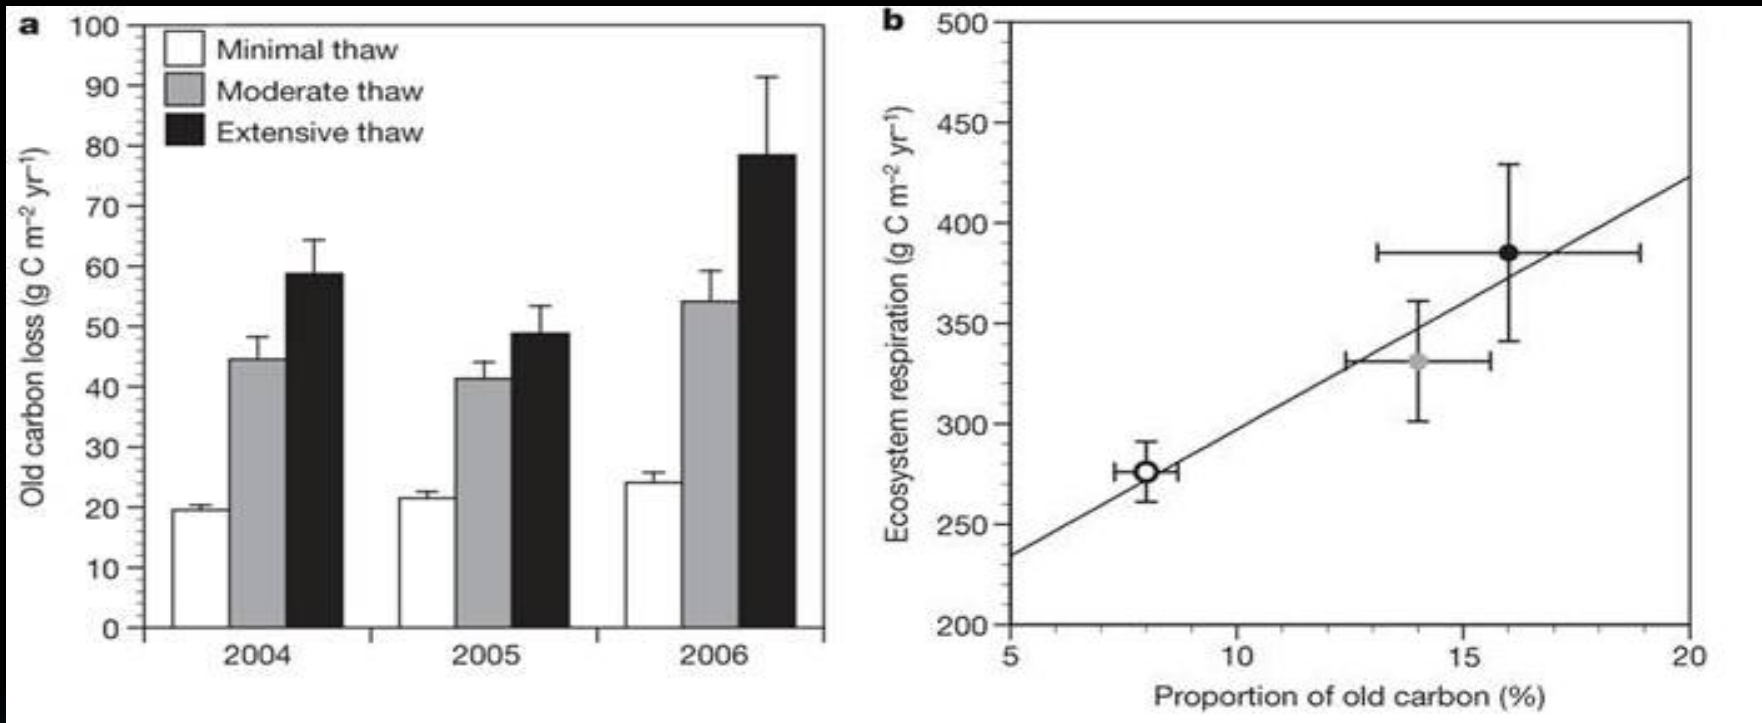 a
100
90
80
70
60
50
40
30
20
10
0
Old carbon loss (g C m⁻² yr⁻¹)
Minimal thaw
Moderate thaw
Extensive thaw
2004 2005 2006
b
500
450
400
350
300
250
200
Ecosystem respiration (g C m⁻² yr⁻¹)
5 10 15 20
Proportion of old carbon (%)